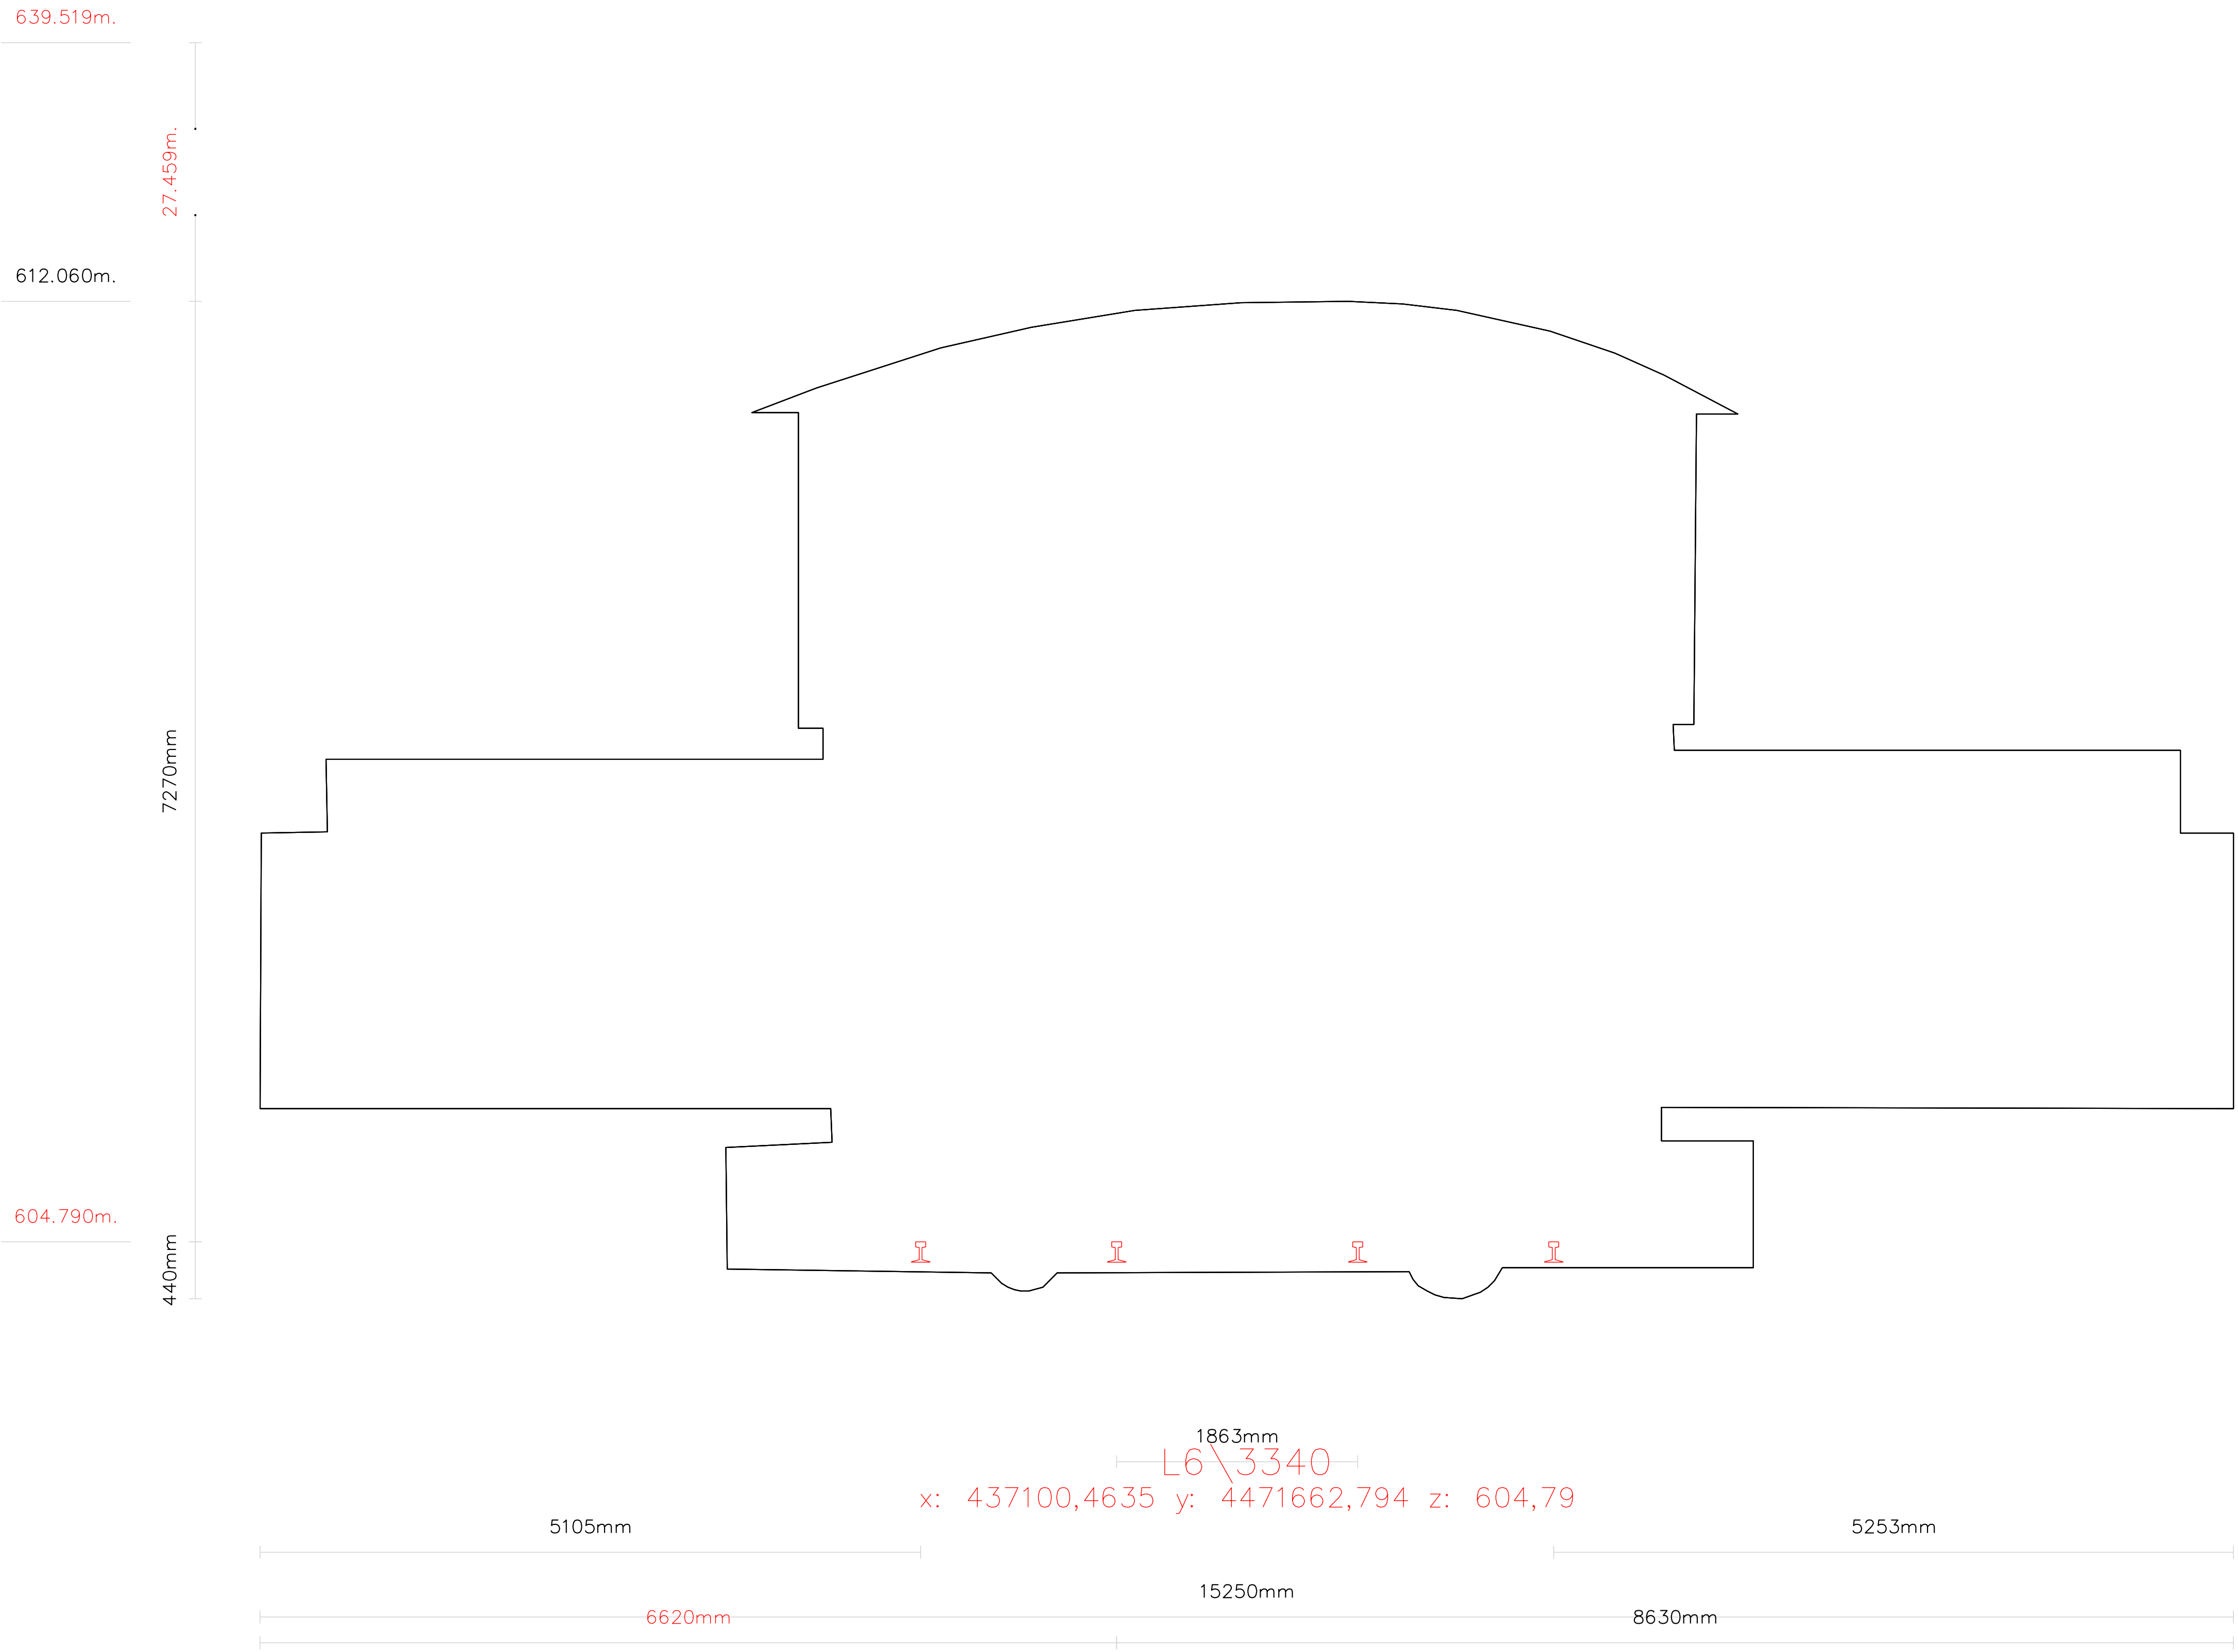 639.519m.
27.459m.
612.060m.
7270mm
604.790m.
440mm
1863mm
L6\3340
x: 437100,4635 y: 4471662,794 z: 604,79
5105mm
5253mm
15250mm
6620mm
8630mm